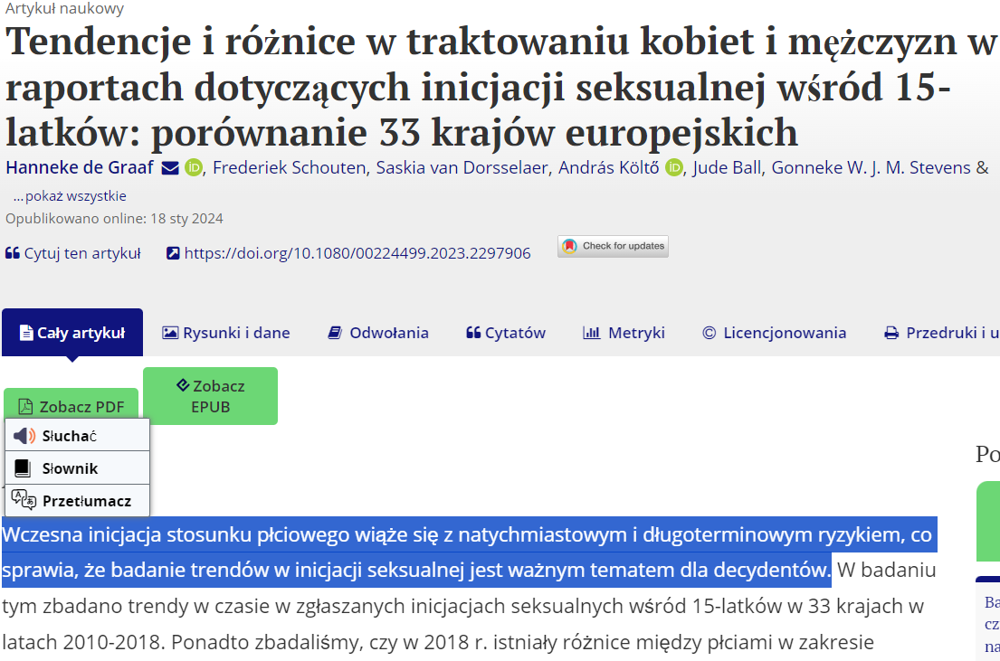 Artykuł naukowy
Tendencje i różnice w traktowaniu kobiet i mężczyzn w
raportach dotyczących inicjacji seksualnej wśród 15-
latków: porównanie 33 krajów europejskich
Hanneke de Graaf iD, Frederiek Schouten, Saskia van Dorsselaer, András Költő iD, Jude Ball, Gonneke W. J. M. Stevens &
...pokaż wszystkie
Opublikowano online: 18 sty 2024
Cytuj ten artykuł https://doi.org/10.1080/00224499.2023.2297906 Check for updates
Cały artykuł Rysunki i dane Odwołania Cytatów Metryki Licencjonowania Przedruki i u
Zobacz PDF
Zobacz
EPUB
Słuchać
Słownik
Przetłumacz
Wczesna inicjacja stosunku płciowego wiąże się z natychmiastowym i długoterminowym ryzykiem, co
sprawia, że badanie trendów w inicjacji seksualnej jest ważnym tematem dla decydentów. W badaniu
tym zbadano trendy w czasie w zgłaszanych inicjacjach seksualnych wśród 15-latków w 33 krajach w
latach 2010-2018. Ponadto zbadaliśmy, czy w 2018 r. istniały różnice między płciami w zakresie
Po
Ba
cz
na